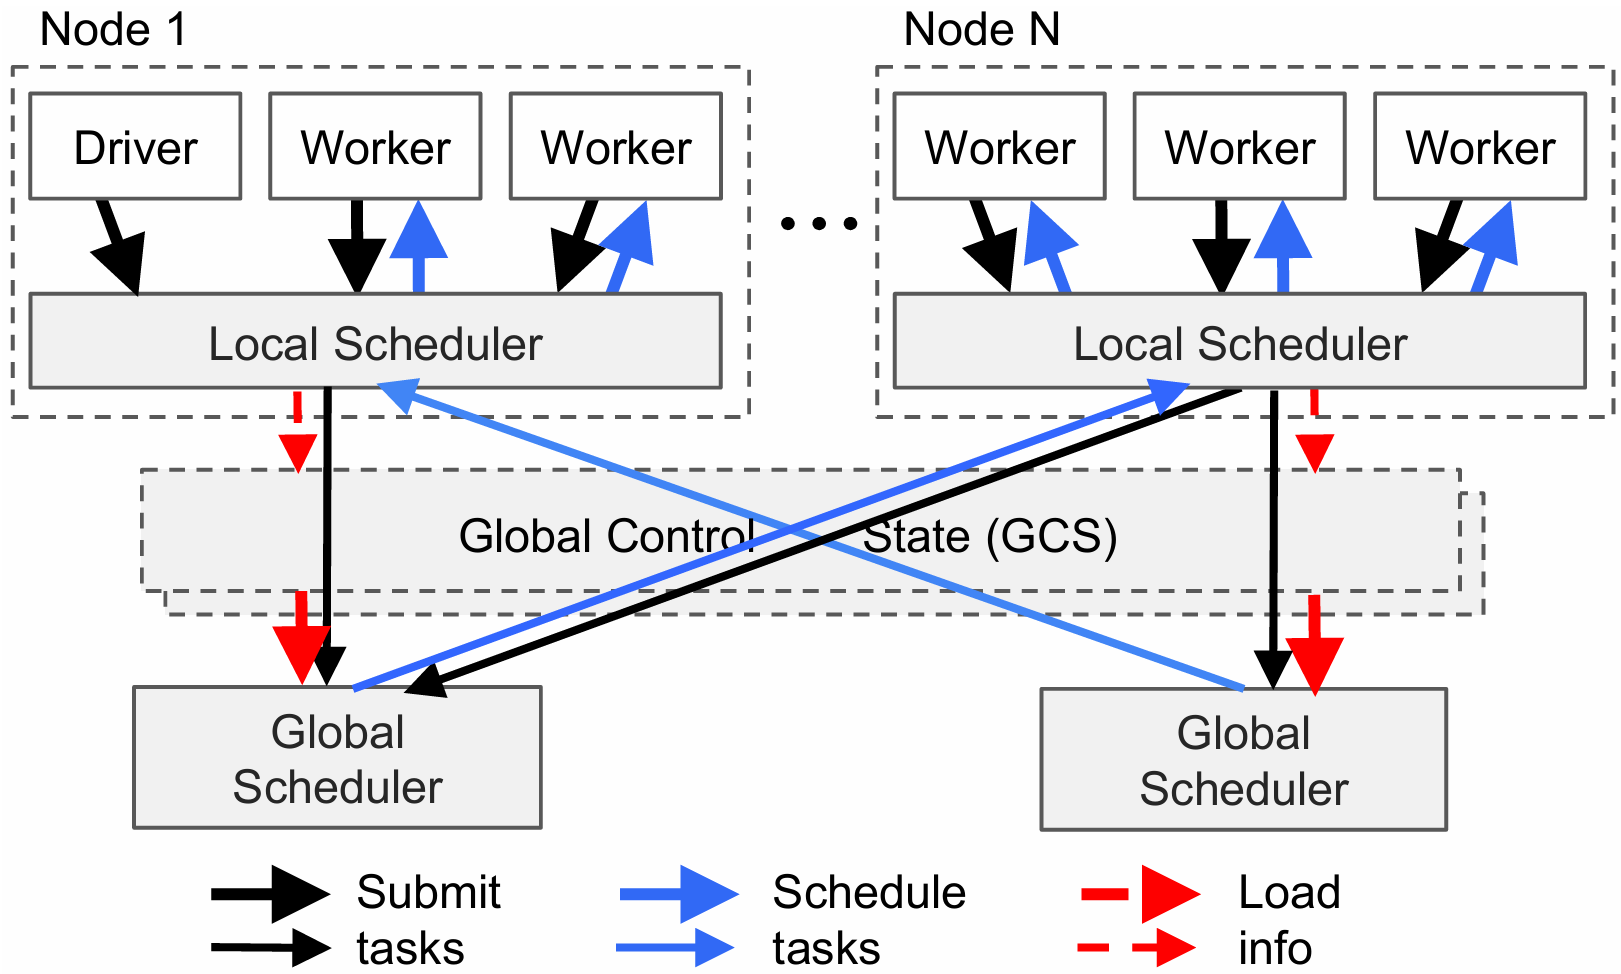 Node 1
Node N
Driver
Worker
Worker
Worker
Worker
Worker
...
Local Scheduler
Local Scheduler
Global Control State (GCS)
Global
Scheduler
Global
Scheduler
Submit
tasks
Schedule
tasks
Load
info